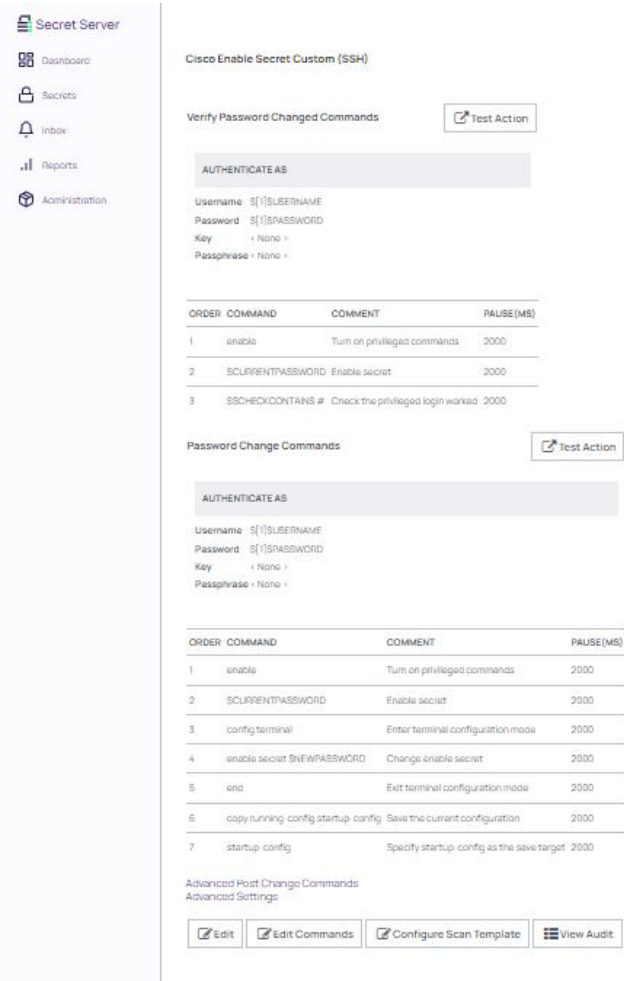 Secret Server
Dashboard
Secrets
Inbox
Reports
Administration
Cisco Enable Secret Custom (SSH)
Verify Password Changed Commands
Test Action
AUTHENTICATE AS
Username $[1]$USERNAME
Password $[1]$PASSWORD
Key < None >
Passphrase < None >
ORDER COMMAND COMMENT PAUSE(MS)
1 enable Turn on privileged commands 2000
2 $CURRENTPASSWORD Enable secret 2000
3 $$CHECKCONTAINS # Check the privileged login worked 2000
Password Change Commands
Test Action
AUTHENTICATE AS
Username $[1]$USERNAME
Password $[1]$PASSWORD
Key < None >
Passphrase < None >
ORDER COMMAND COMMENT PAUSE(MS)
1 enable Turn on privileged commands 2000
2 $CURRENTPASSWORD Enable secret 2000
3 config terminal Enter terminal configuration mode 2000
4 enable secret $NEWPASSWORD Change enable secret 2000
5 end Exit terminal configuration mode 2000
6 copy running-config startup-config Save the current configuration 2000
7 startup-config Specify startup-config as the save target 2000
Advanced Post Change Commands
Advanced Settings
Edit Edit Commands Configure Scan Template View Audit